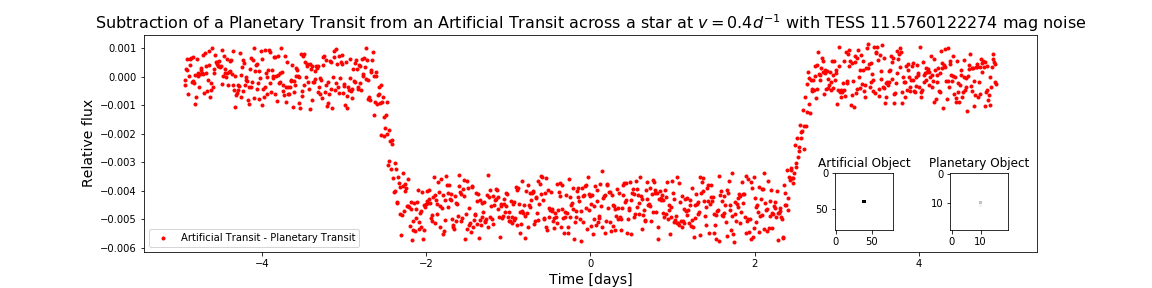 Subtraction of a Planetary Transit from an Artificial Transit across a star at v = 0.4d⁻¹ with TESS 11.5760122274 mag noise
Relative flux
0.001
0.000
−0.001
−0.002
−0.003
−0.004
−0.005
−0.006
Artificial Transit - Planetary Transit
Artificial Object
0
50
0 50
Planetary Object
0
10
0 10
−4 −2 0 2 4
Time [days]